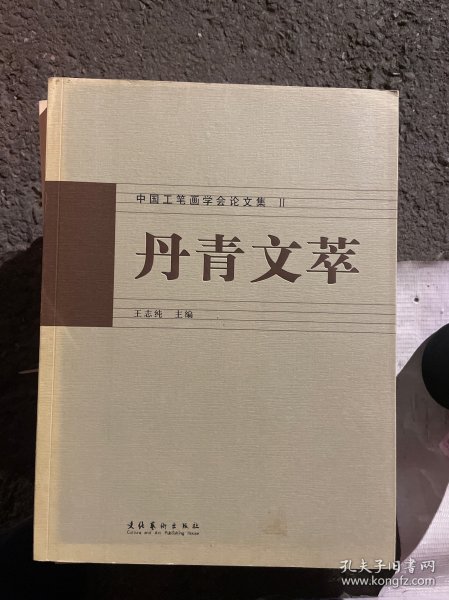 中国工笔画学会论文集 II
丹青文萃
王志纯 主编
文化艺术出版社
Culture and Art Publishing House
孔夫子旧书网
www.kongfz.com